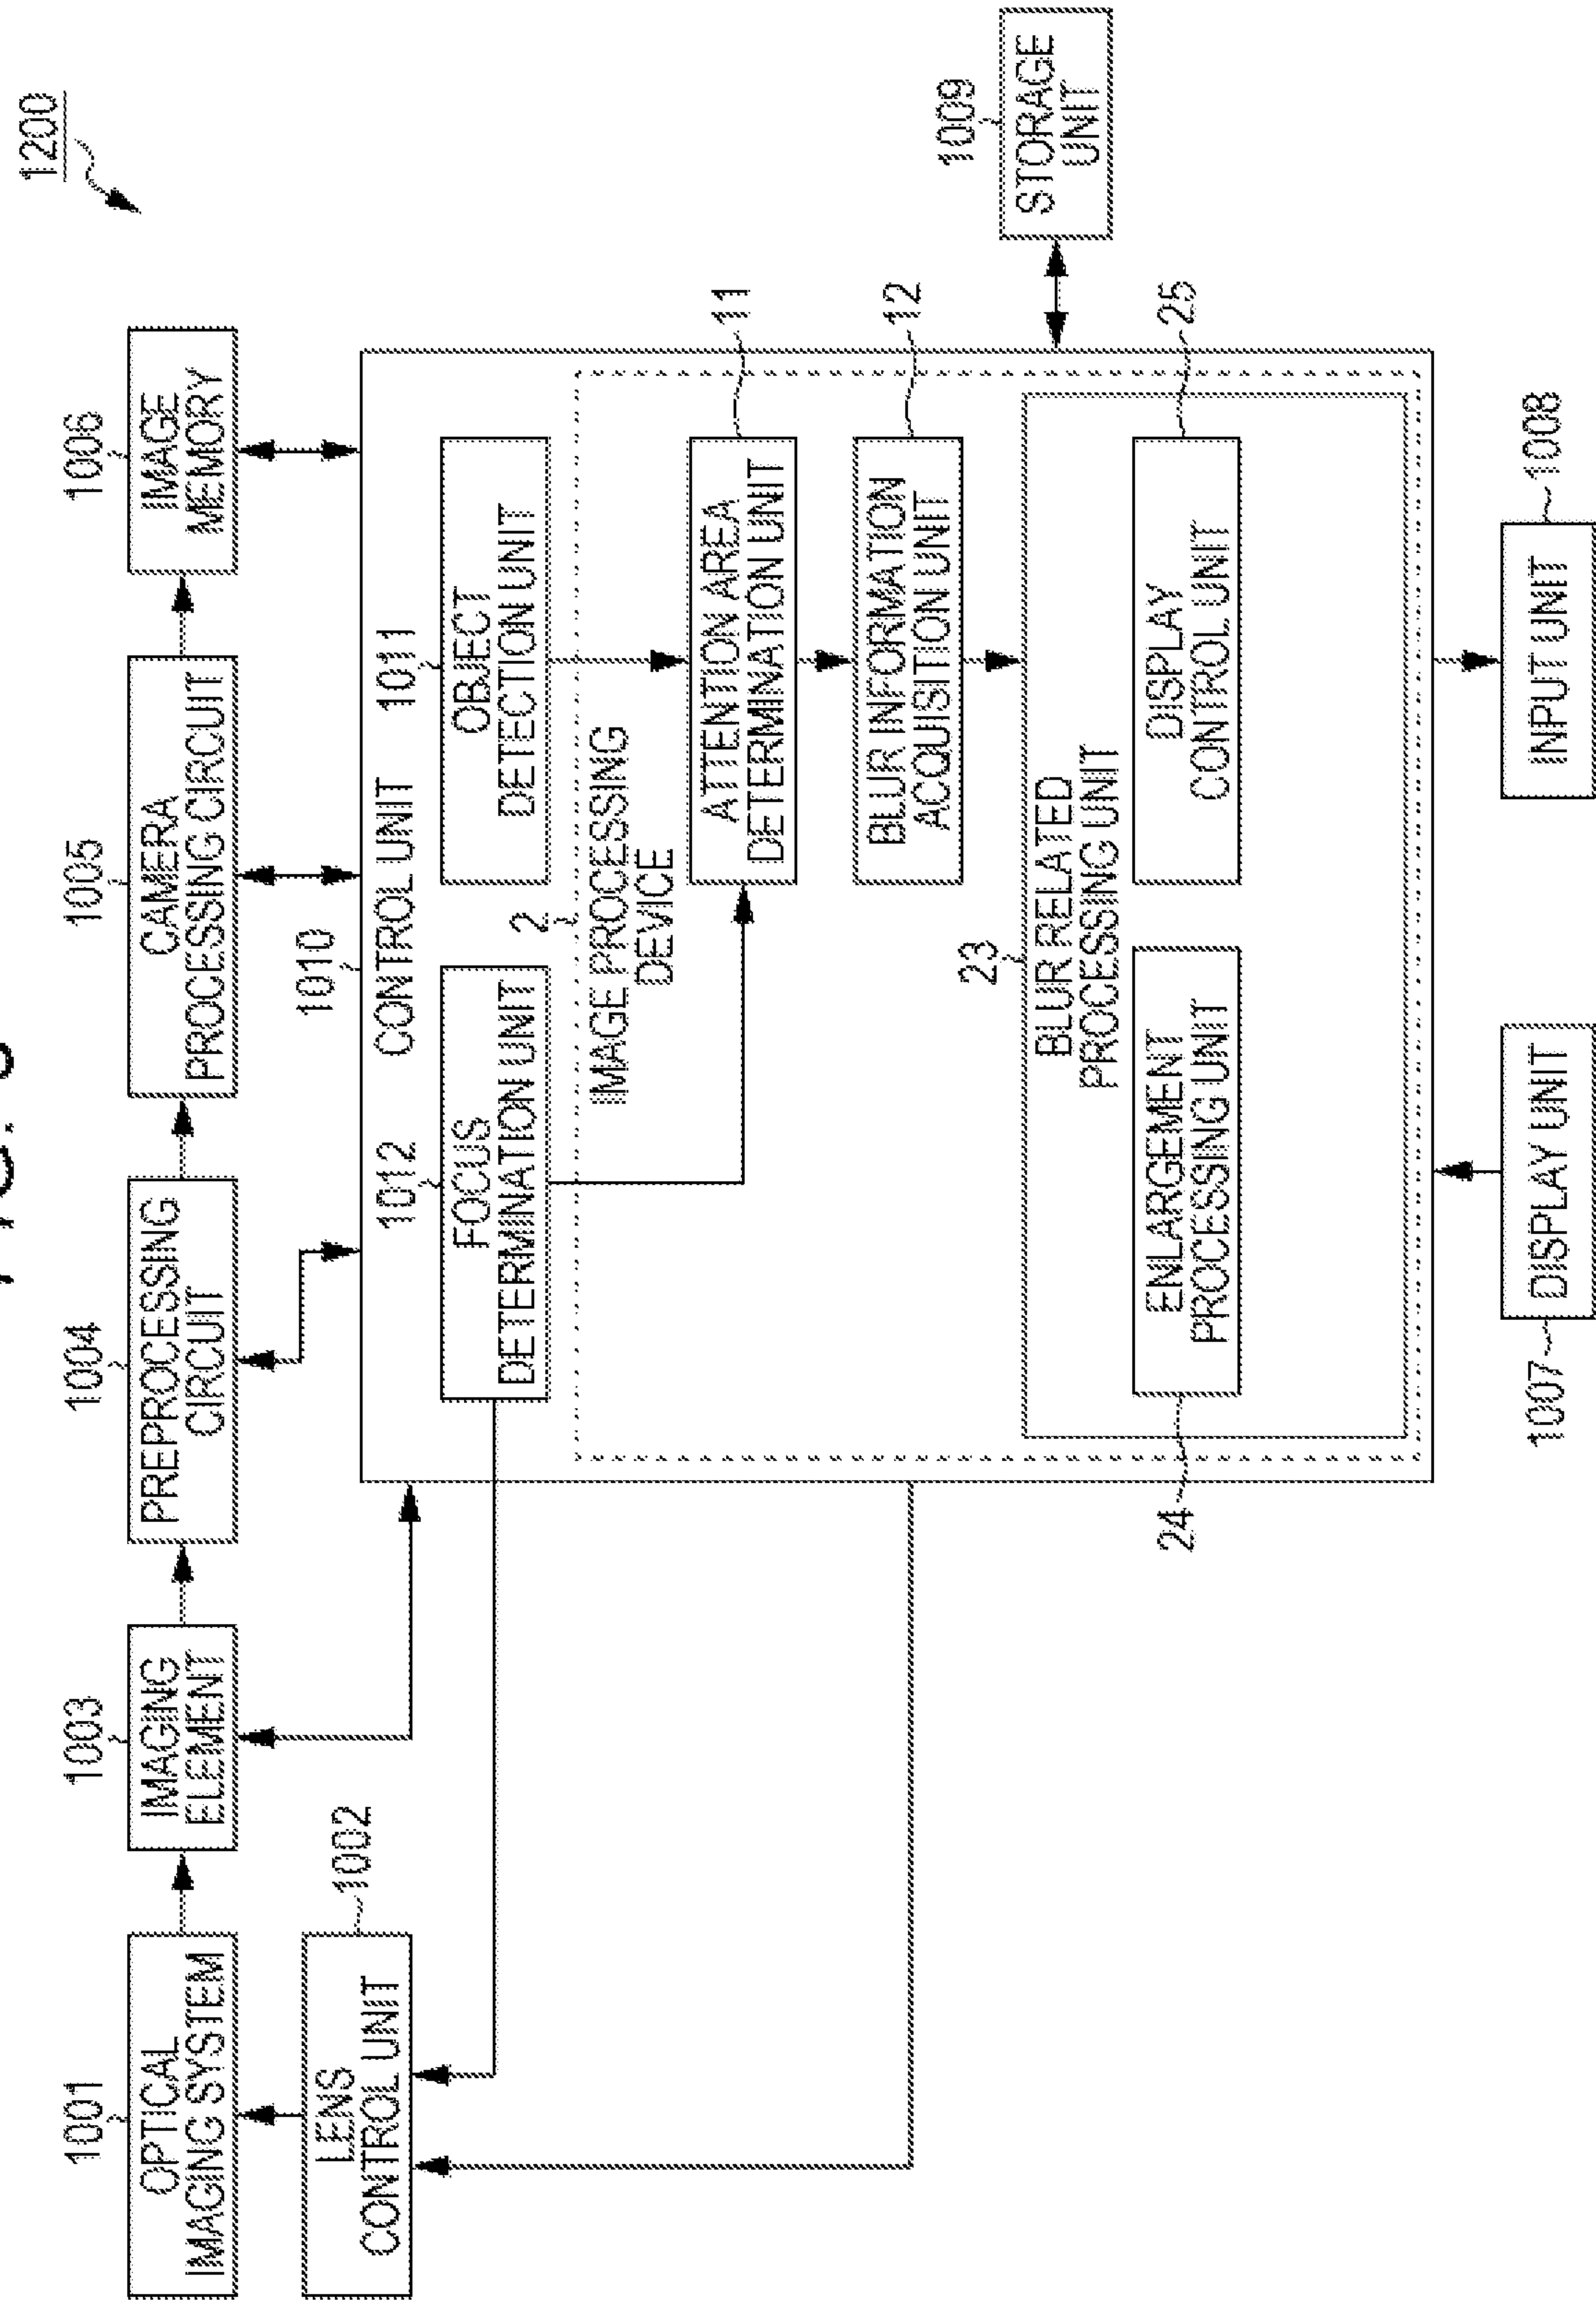 1200
1001
OPTICAL
IMAGING SYSTEM
1003
IMAGING
ELEMENT
1004
PREPROCESSING
CIRCUIT
1005
CAMERA
PROCESSING CIRCUIT
1006
IMAGE
MEMORY
LENS
CONTROL UNIT
1002
1010
CONTROL UNIT
1012
FOCUS
DETERMINATION UNIT
1011
OBJECT
DETECTION UNIT
2
IMAGE PROCESSING
DEVICE
ATTENTION AREA
DETERMINATION UNIT
11
BLUR INFORMATION
ACQUISITION UNIT
12
23
BLUR RELATED
PROCESSING UNIT
24
ENLARGEMENT
PROCESSING UNIT
DISPLAY
CONTROL UNIT
25
1009
STORAGE
UNIT
1007
DISPLAY UNIT
INPUT UNIT
1008